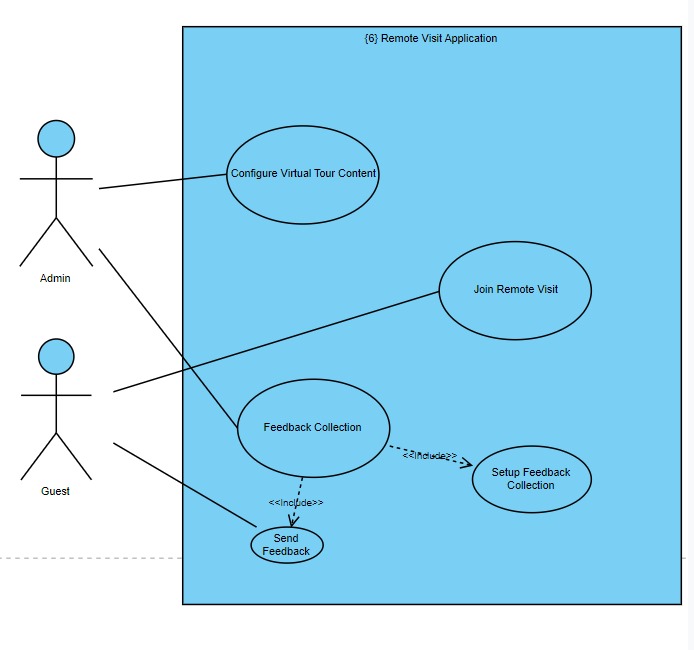 {6} Remote Visit Application
Configure Virtual Tour Content
Admin
Join Remote Visit
Feedback Collection
<<Include>>
Setup Feedback
Collection
Guest
<<Include>>
Send
Feedback